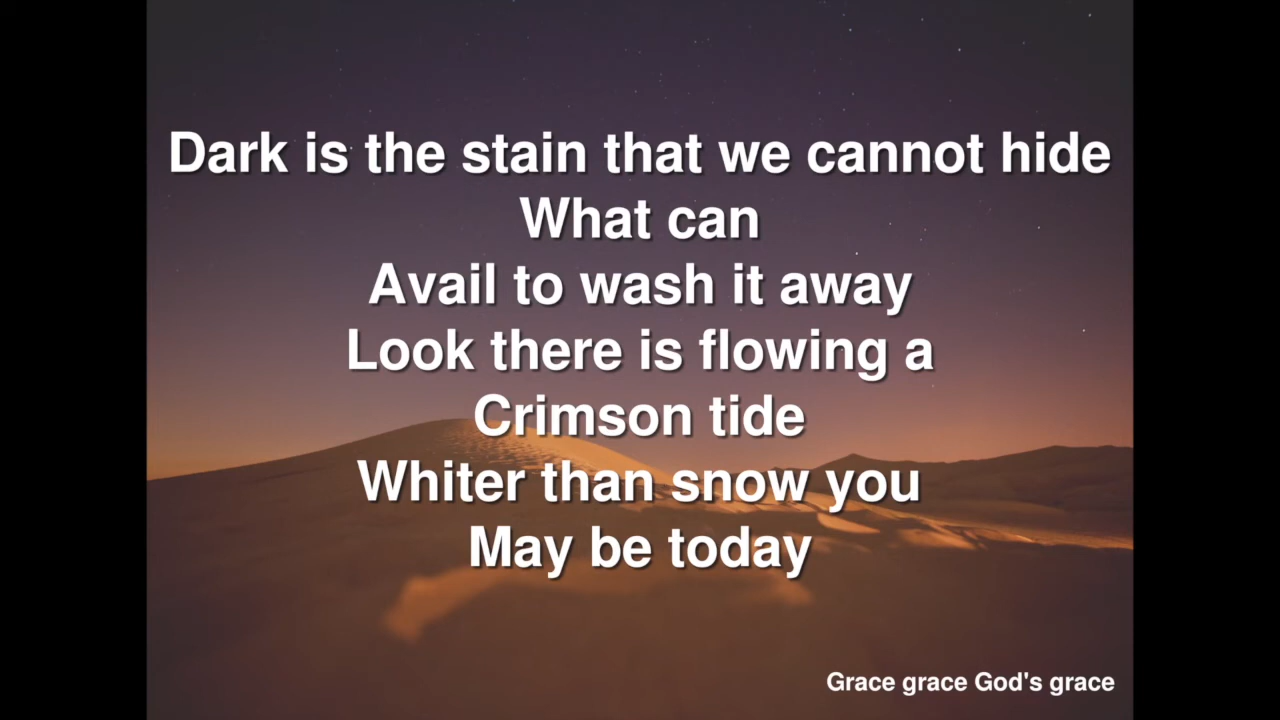 Dark is the stain that we cannot hide
What can
Avail to wash it away
Look there is flowing a
Crimson tide
Whiter than snow you
May be today
Grace grace God's grace